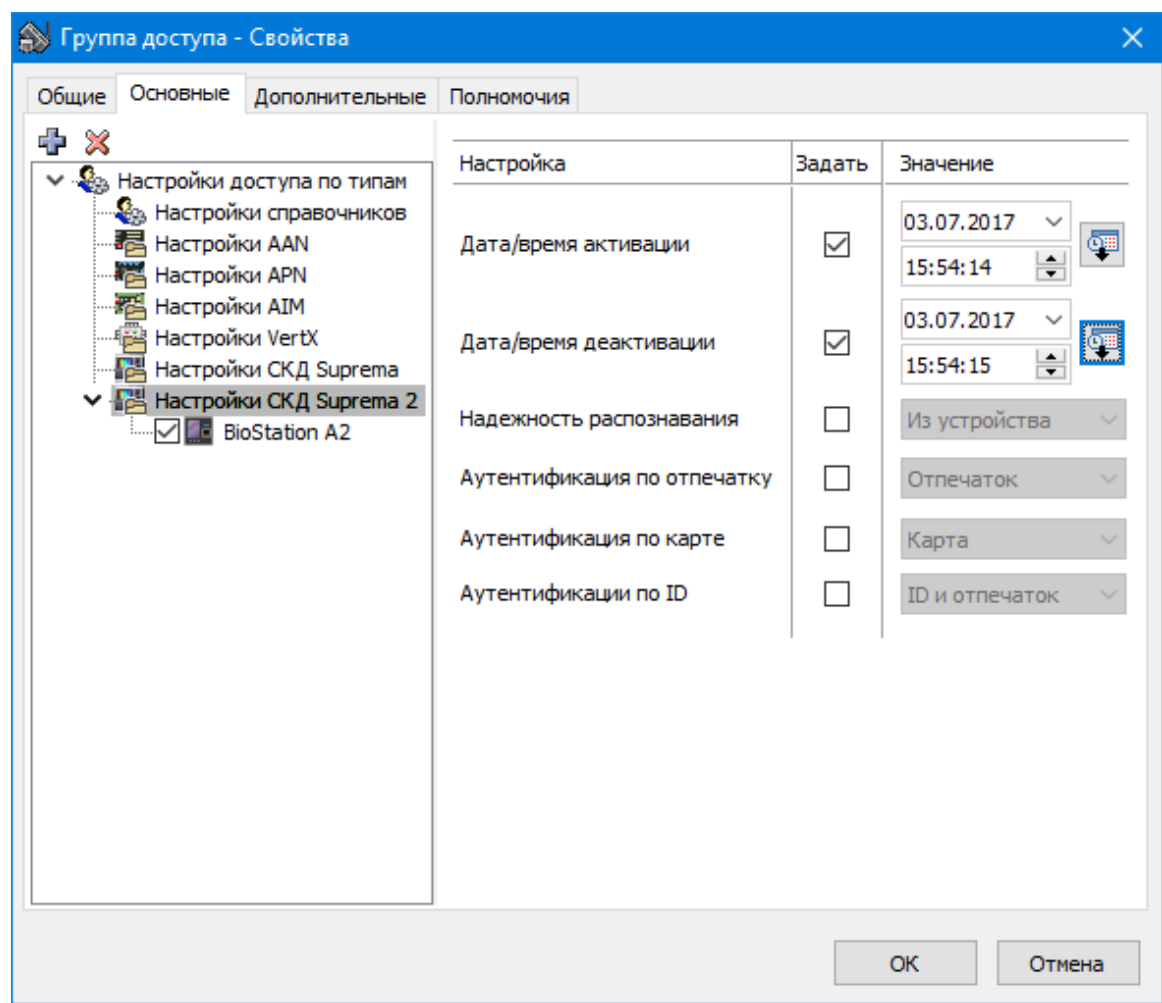 Группа доступа - Свойства
Общие Основные Дополнительные Полномочия
Настройки доступа по типам
Настройки справочников
Настройки AAN
Настройки APN
Настройки AIM
Настройки VertX
Настройки СКД Suprema
Настройки СКД Suprema 2
BioStation A2
Настройка Задать Значение
Дата/время активации
03.07.2017
15:54:14
Дата/время деактивации
03.07.2017
15:54:15
Надежность распознавания Из устройства
Аутентификация по отпечатку Отпечаток
Аутентификация по карте Карта
Аутентификации по ID ID и отпечаток
OK Отмена